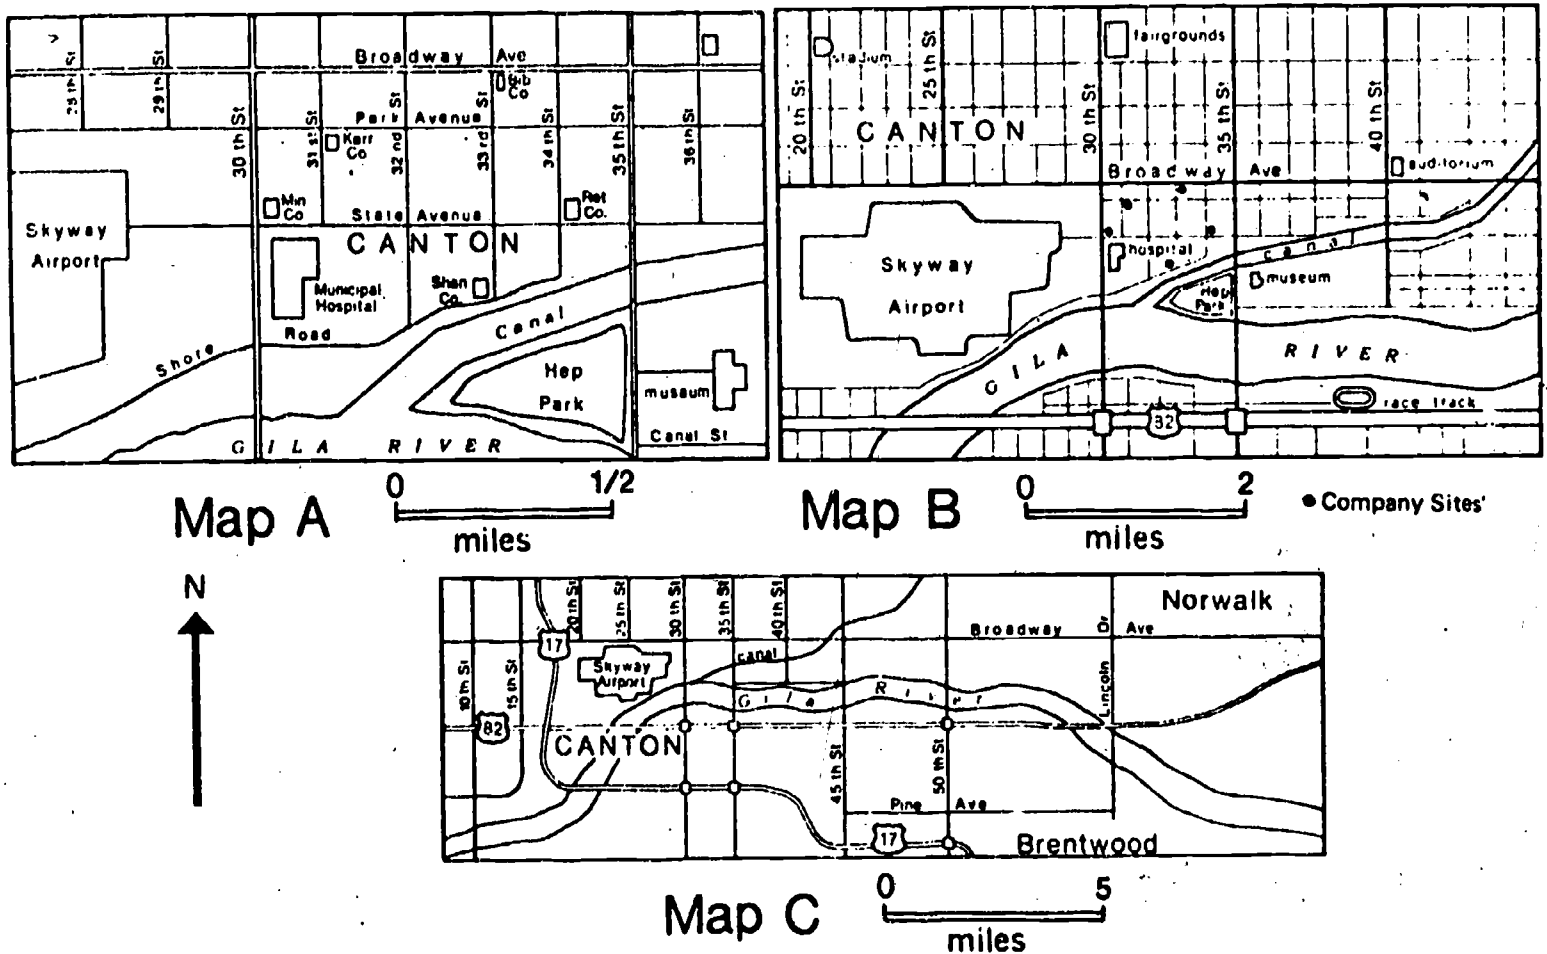 Broadway Ave
28th St
29th St
30th St
31st St
32nd St
33rd St
34th St
35th St
36th St
Bib
Co
Park Avenue
Karr
Co
Min
Co
State Avenue
Ret
Co.
Skyway
Airport
CANTON
Municipal
Hospital
Shan
Co.
Road
Shore
Canal
Hep
Park
museum
Canal St
GILA RIVER
Map A
0 1/2
miles
stadium
fairgrounds
20th St
25th St
30th St
35th St
40th St
CANTON
Broadway Ave
auditorium
Skyway
Airport
hospital
canal
museum
Hep
Park
GILA RIVER
race track
82
Map B
0 2
miles
• Company Sites
N
10th St
15th St
20th St
25th St
30th St
35th St
40th St
45th St
50th St
Lincoln Dr
Norwalk
Broadway Ave
17
Skyway
Airport
canal
Gila River
82
CANTON
Pine Ave
17
Brentwood
Map C
0 5
miles